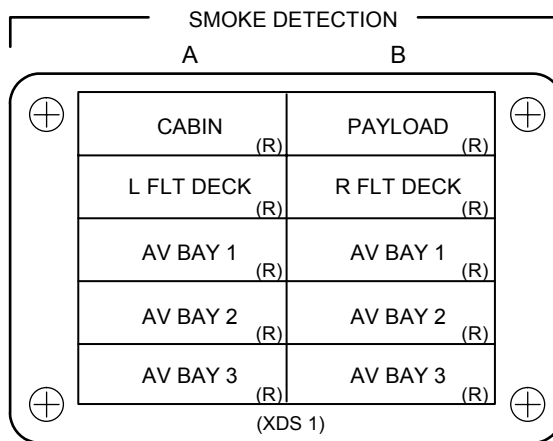 SMOKE DETECTION
A B
CABIN (R) PAYLOAD (R)
L FLT DECK (R) R FLT DECK (R)
AV BAY 1 (R) AV BAY 1 (R)
AV BAY 2 (R) AV BAY 2 (R)
AV BAY 3 (R) AV BAY 3 (R)
(XDS 1)